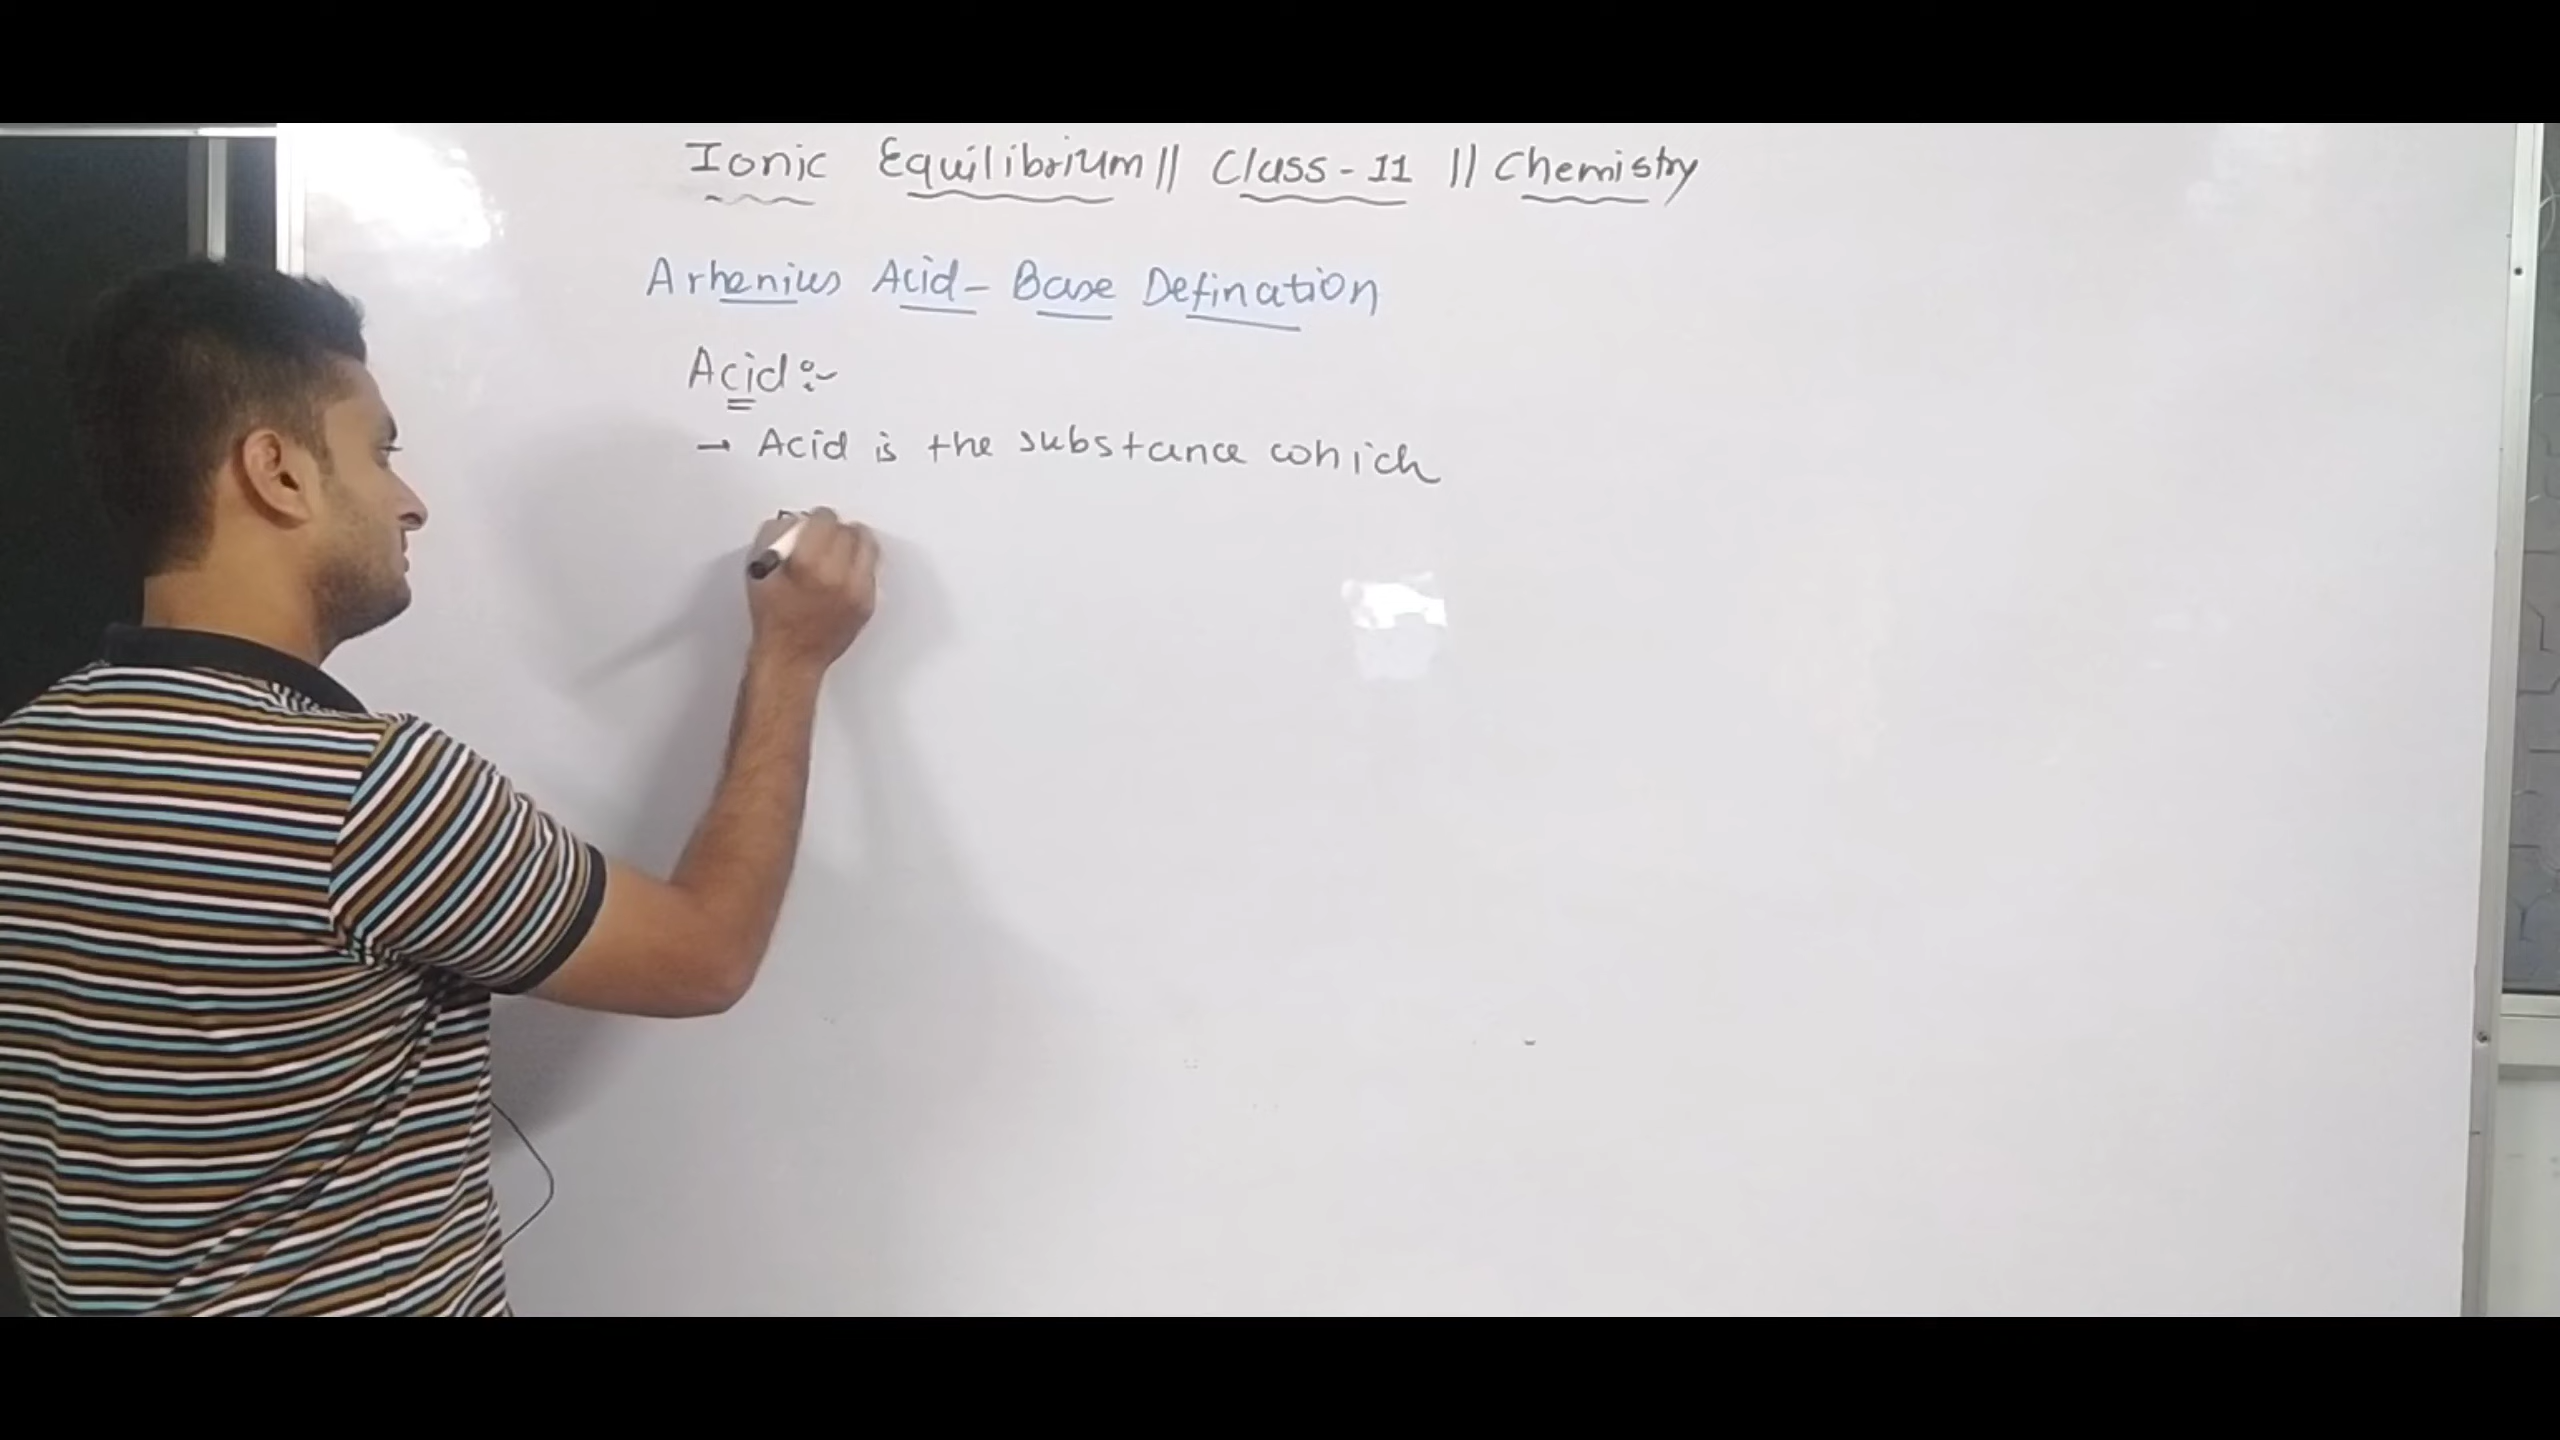 Ionic Equilibrium || Class - 11 || Chemistry
Arhenius Acid - Base Defination
Acid :-
→ Acid is the substance which